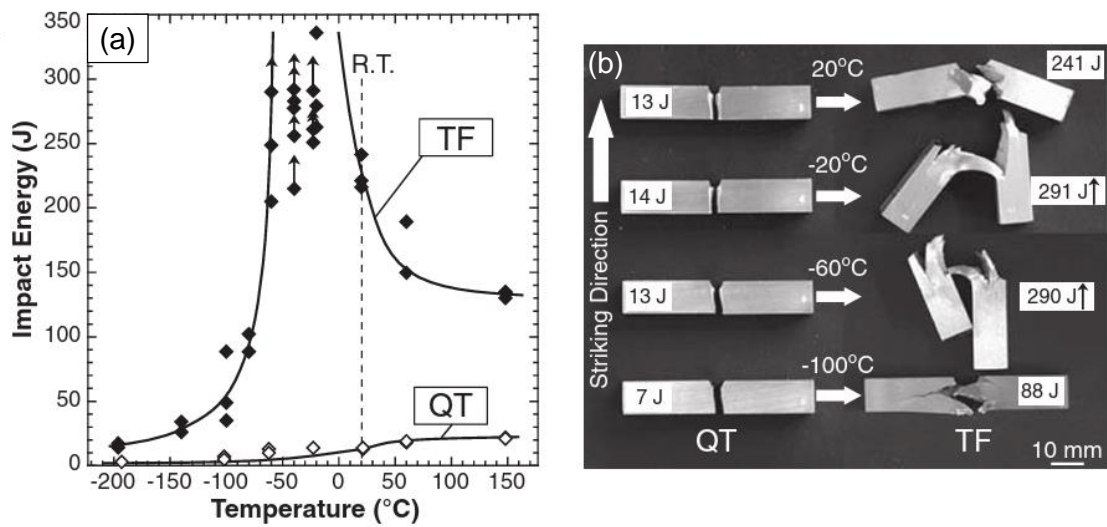 (a)
350
300
250
200
150
100
50
0
Impact Energy (J)
R.T.
TF
QT
-200 -150 -100 -50 0 50 100 150
Temperature (°C)
(b)
Striking Direction
13 J
20°C
241 J
14 J
-20°C
291 J↑
13 J
-60°C
290 J↑
7 J
-100°C
88 J
QT
TF
10 mm